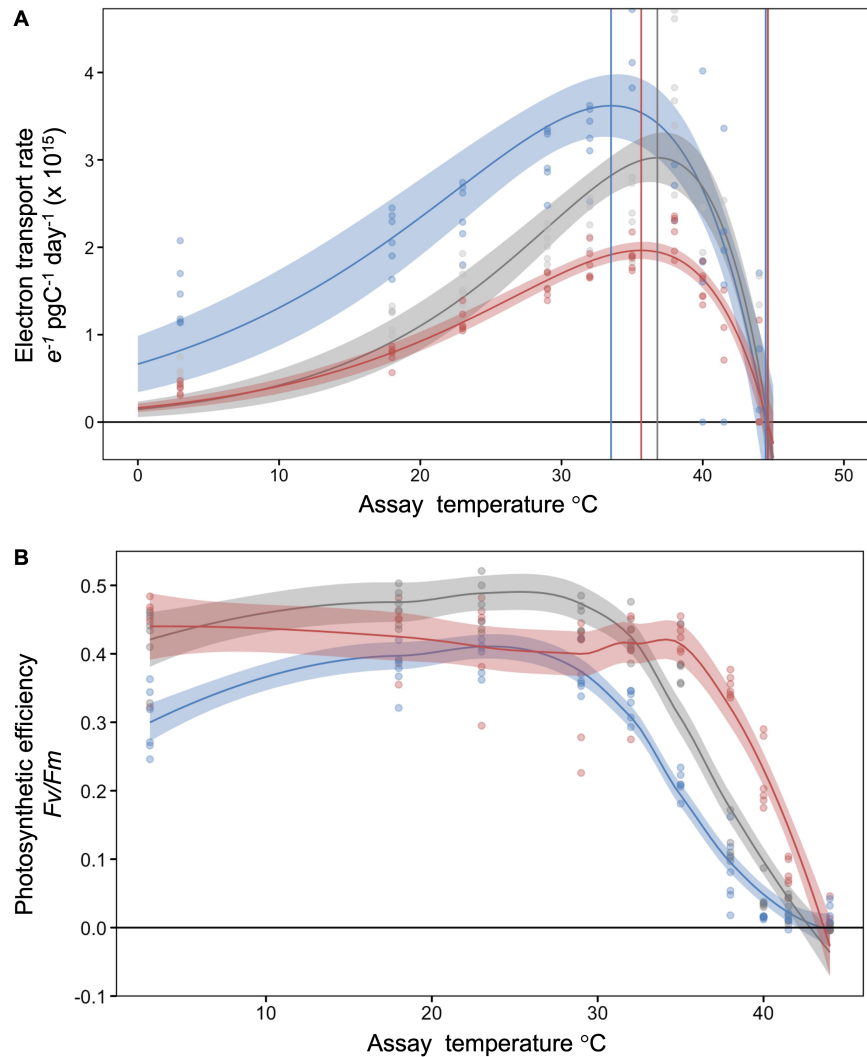 A
Electron transport rate
e⁻¹ pgC⁻¹ day⁻¹ (x 10¹⁵)
4
3
2
1
0
0 10 20 30 40 50
Assay temperature °C
B
Photosynthetic efficiency
Fv/Fm
0.5
0.4
0.3
0.2
0.1
0.0
-0.1
10 20 30 40
Assay temperature °C